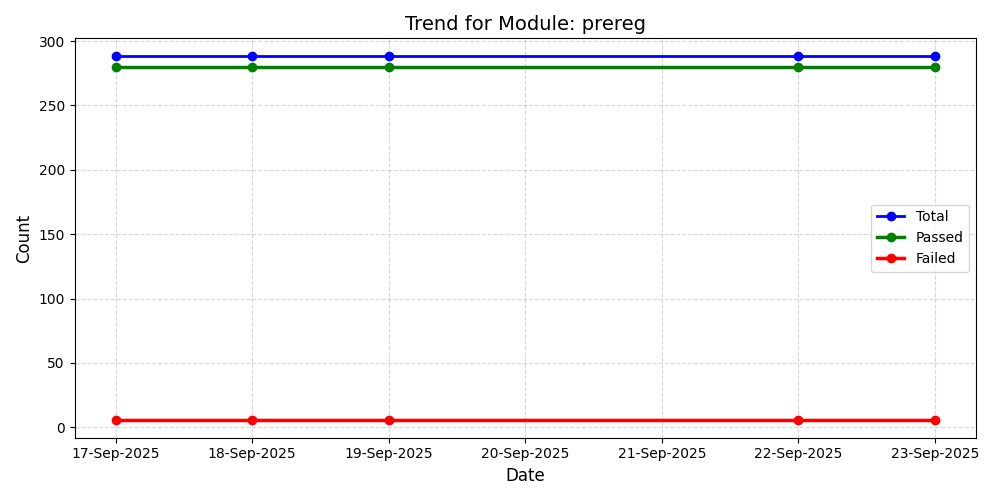 Trend for Module: prereg
300
250
200
150
100
50
0
Count
Total
Passed
Failed
17-Sep-2025
18-Sep-2025
19-Sep-2025
20-Sep-2025
21-Sep-2025
22-Sep-2025
23-Sep-2025
Date